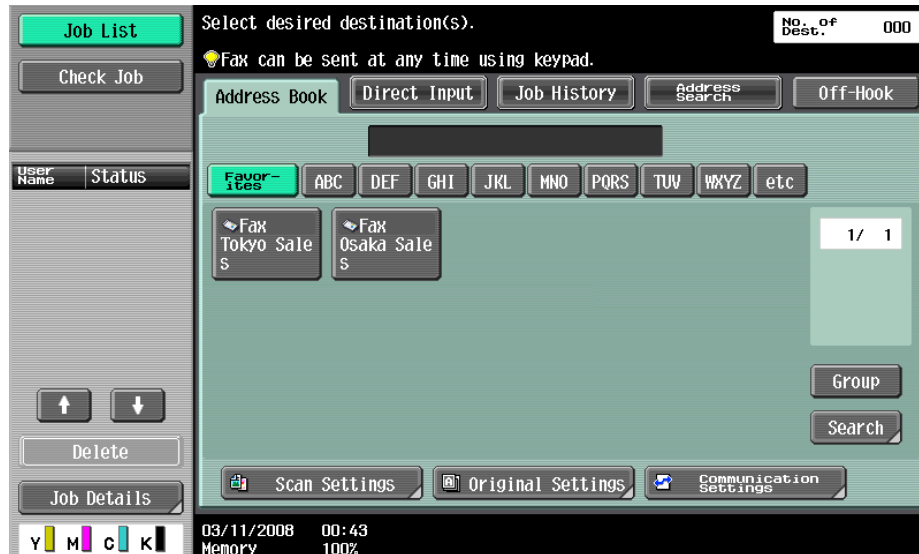 Job List
Check Job
User Name Status
Delete
Job Details
Y M C K
Select desired destination(s).
No. of Dest. 000
Fax can be sent at any time using keypad.
Address Book Direct Input Job History Address Search Off-Hook
Favor-ites ABC DEF GHI JKL MNO PQRS TUV WXYZ etc
Fax
Tokyo Sale
s
Fax
Osaka Sale
s
1/ 1
Group
Search
Scan Settings Original Settings Communication Settings
03/11/2008 00:43
Memory 100%